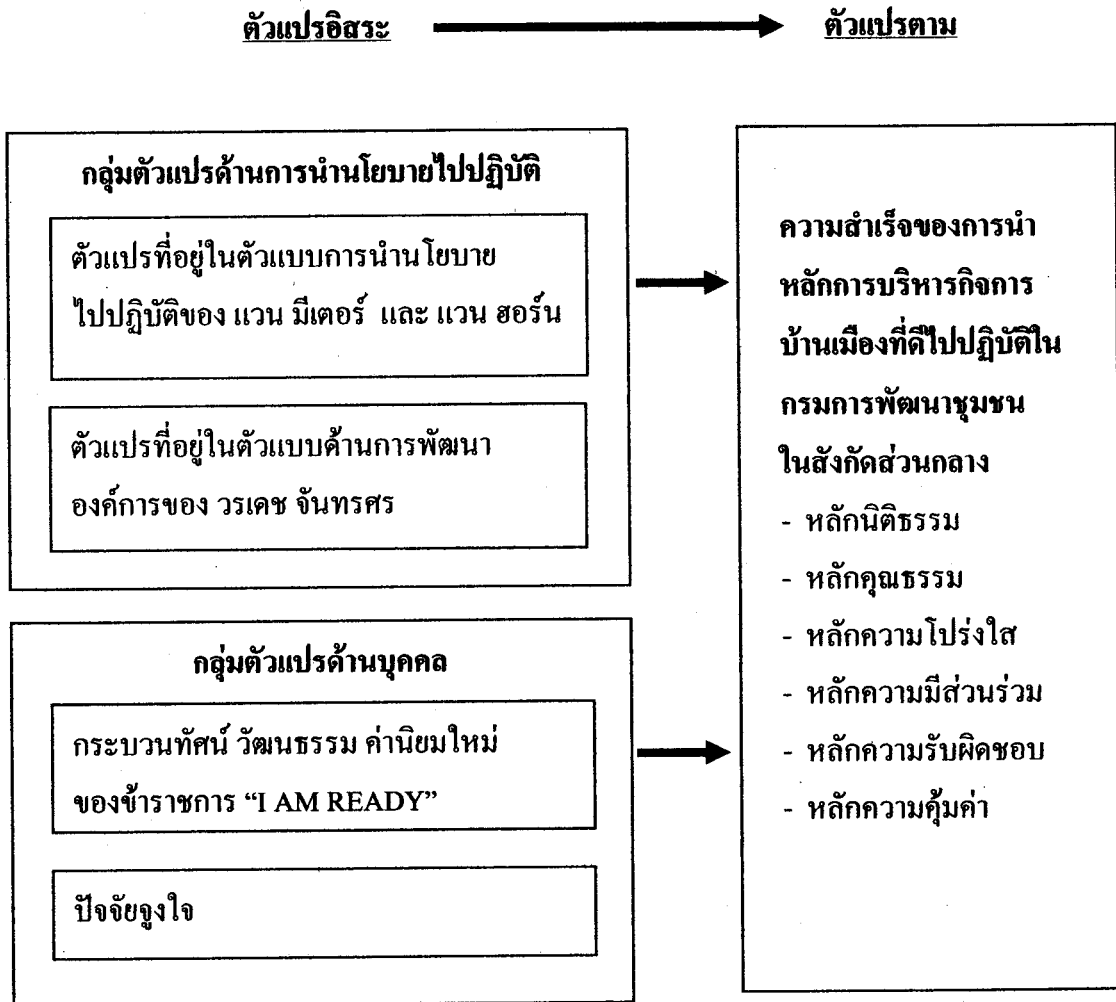 ตัวแปรอิสระ
ตัวแปรตาม
กลุ่มตัวแปรด้านการนำนโยบายไปปฏิบัติ
ตัวแปรที่อยู่ในตัวแบบการนำนโยบาย
ไปปฏิบัติของ แวน มีเตอร์ และ แวน ฮอร์น
ตัวแปรที่อยู่ในตัวแบบด้านการพัฒนา
องค์การของ วรเดช จันทรศร
กลุ่มตัวแปรด้านบุคคล
กระบวนทัศน์ วัฒนธรรม ค่านิยมใหม่
ของข้าราชการ “I AM READY”
ปัจจัยจูงใจ
ความสำเร็จของการนำ
หลักการบริหารกิจการ
บ้านเมืองที่ดีไปปฏิบัติใน
กรมการพัฒนาชุมชน
ในสังกัดส่วนกลาง
- หลักนิติธรรม
- หลักคุณธรรม
- หลักความโปร่งใส
- หลักความมีส่วนร่วม
- หลักความรับผิดชอบ
- หลักความคุ้มค่า